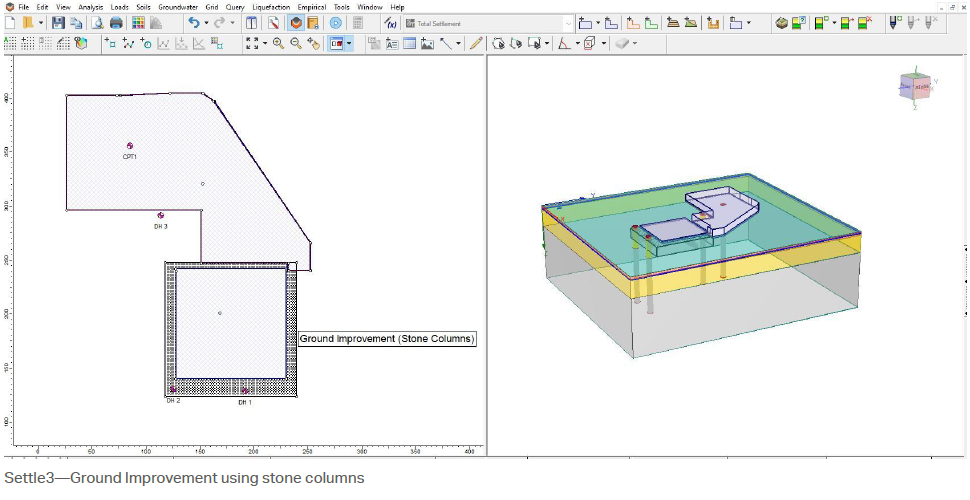 File Edit View Analysis Loads Soils Groundwater Grid Query Liquefaction Empirical Tools Window Help
Total Settlement
400
350
300
250
200
150
100
CPT1
DH 3
Ground Improvement (Stone Columns)
DH 2
DH 1
0 50 100 150 200 250 300 350 400
Y
X
Y
Z
Settle3—Ground Improvement using stone columns